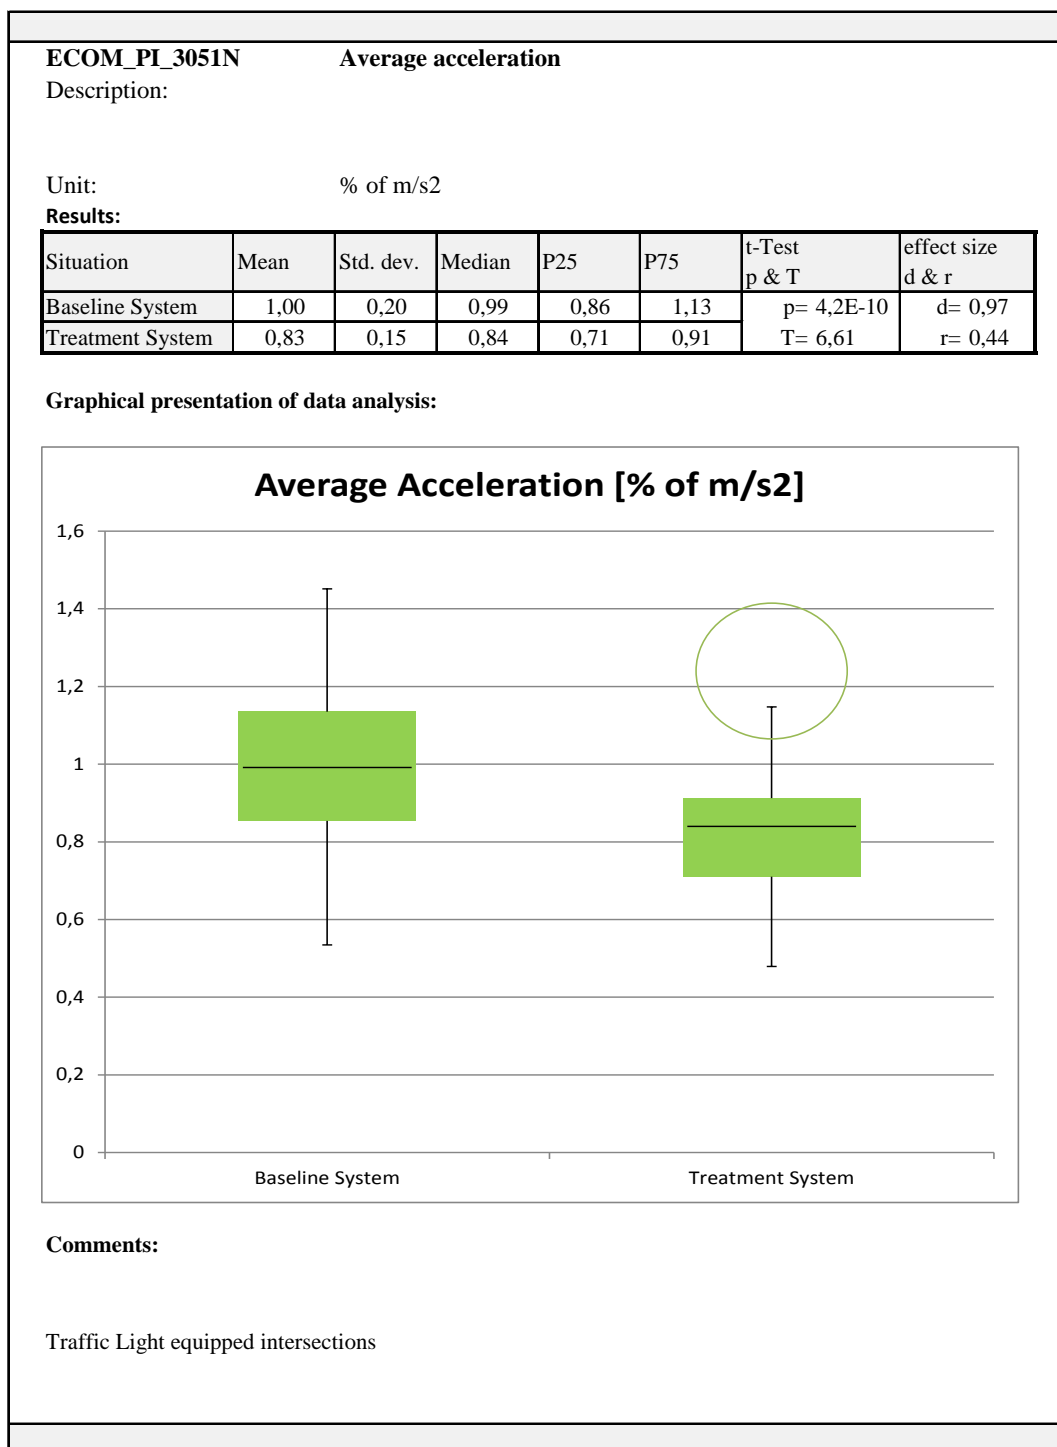 ECOM_PI_3051N Average acceleration
Description:
Unit: % of m/s2
Results:
Situation Mean Std. dev. Median P25 P75 t-Test p & T effect size d & r
Baseline System 1,00 0,20 0,99 0,86 1,13 p= 4,2E-10 d= 0,97
Treatment System 0,83 0,15 0,84 0,71 0,91 T= 6,61 r= 0,44
Graphical presentation of data analysis:
Average Acceleration [% of m/s2]
1,6
1,4
1,2
1
0,8
0,6
0,4
0,2
0
Baseline System Treatment System
Comments:
Traffic Light equipped intersections